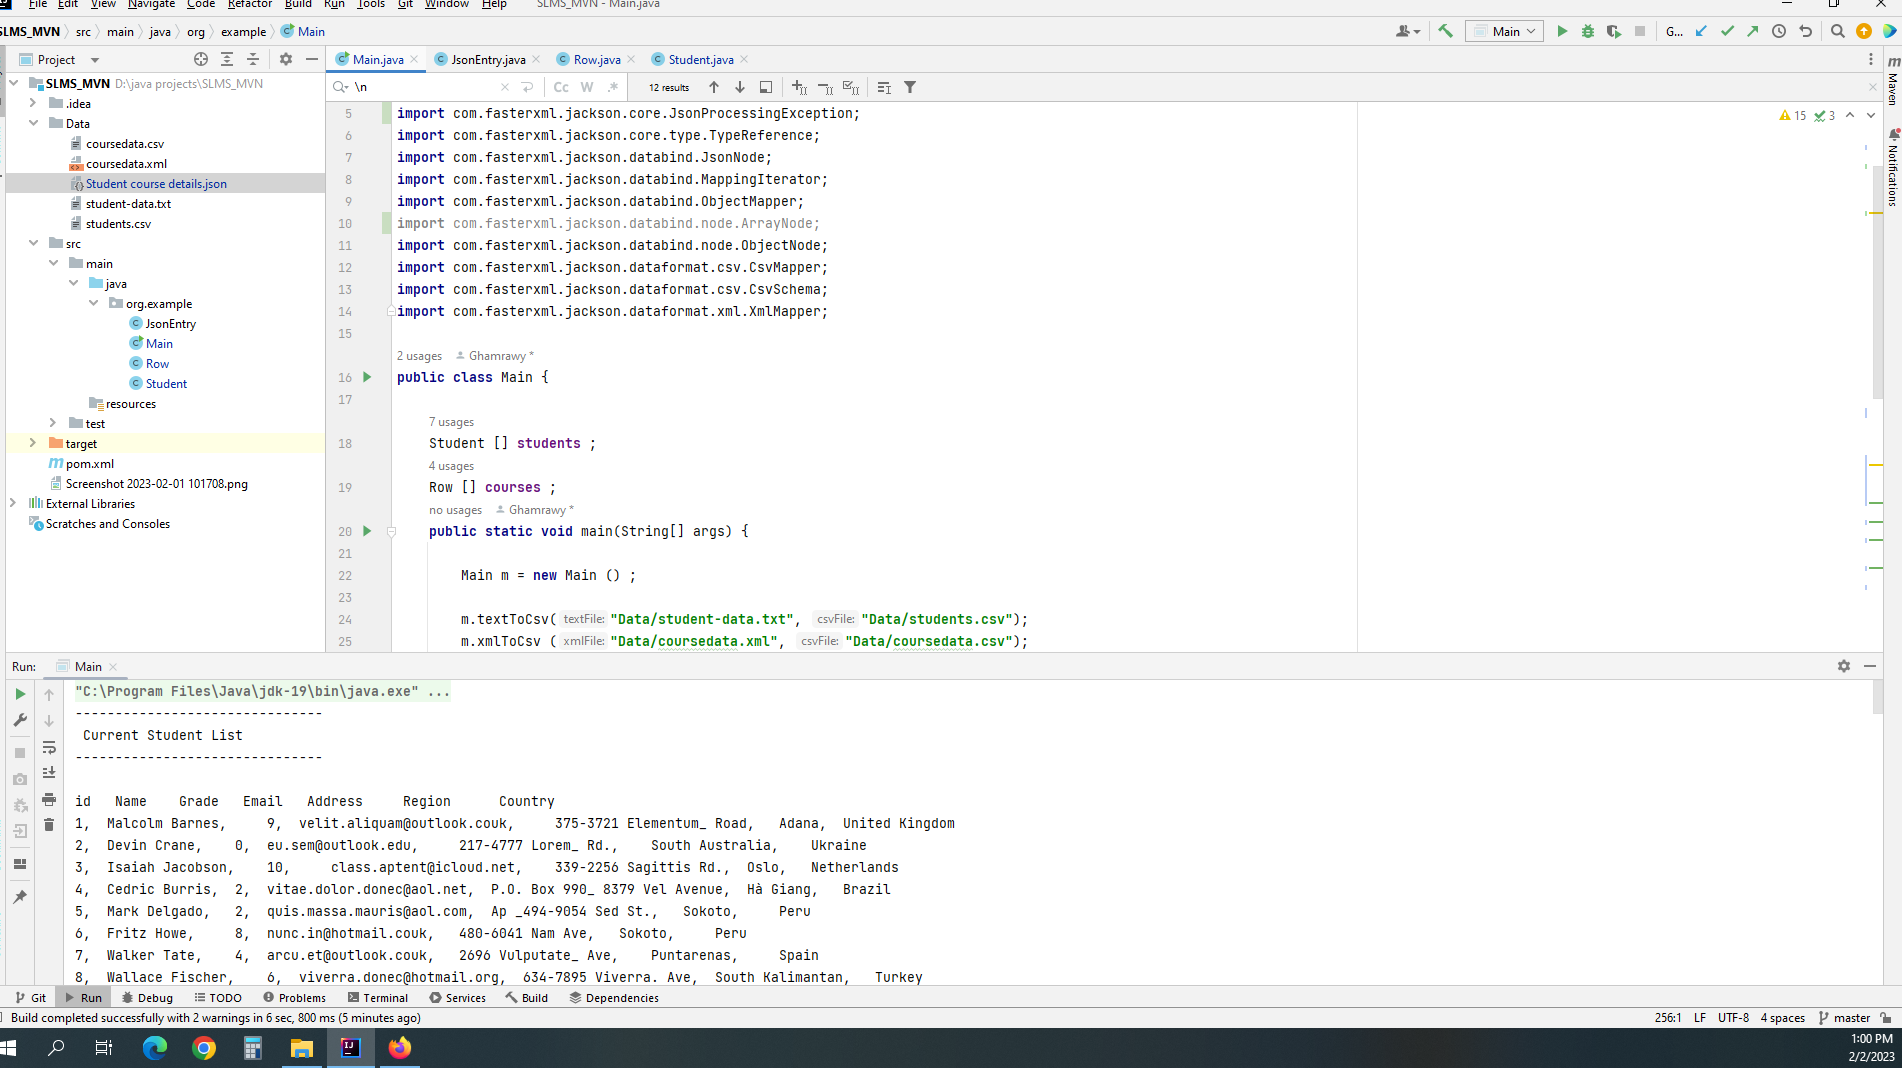 File Edit View Navigate Code Refactor Build Run Tools Git Window Help SLMS_MVN - Main.java
SLMS_MVN src main java org example Main
Main G...
Project
Main.java JsonEntry.java Row.java Student.java
SLMS_MVN D:\java projects\SLMS_MVN
.idea
Data
coursedata.csv
coursedata.xml
Student course details.json
student-data.txt
students.csv
src
main
java
org.example
JsonEntry
Main
Row
Student
resources
test
target
pom.xml
Screenshot 2023-02-01 101708.png
External Libraries
Scratches and Consoles
\n Cc W .* 12 results
15 3
5 import com.fasterxml.jackson.core.JsonProcessingException;
6 import com.fasterxml.jackson.core.type.TypeReference;
7 import com.fasterxml.jackson.databind.JsonNode;
8 import com.fasterxml.jackson.databind.MappingIterator;
9 import com.fasterxml.jackson.databind.ObjectMapper;
10 import com.fasterxml.jackson.databind.node.ArrayNode;
11 import com.fasterxml.jackson.databind.node.ObjectNode;
12 import com.fasterxml.jackson.dataformat.csv.CsvMapper;
13 import com.fasterxml.jackson.dataformat.csv.CsvSchema;
14 import com.fasterxml.jackson.dataformat.xml.XmlMapper;
15
2 usages Ghamrawy *
16 public class Main {
17
7 usages
18 Student [] students ;
4 usages
19 Row [] courses ;
no usages Ghamrawy *
20 public static void main(String[] args) {
21
22 Main m = new Main () ;
23
24 m.textToCsv( textFile: "Data/student-data.txt", csvFile: "Data/students.csv");
25 m.xmlToCsv ( xmlFile: "Data/coursedata.xml", csvFile: "Data/coursedata.csv");
m Maven
Notifications
Run: Main
"C:\Program Files\Java\jdk-19\bin\java.exe" ...
-------------------------------
Current Student List
-------------------------------
id Name Grade Email Address Region Country
1, Malcolm Barnes, 9, velit.aliquam@outlook.couk, 375-3721 Elementum_ Road, Adana, United Kingdom
2, Devin Crane, 0, eu.sem@outlook.edu, 217-4777 Lorem_ Rd., South Australia, Ukraine
3, Isaiah Jacobson, 10, class.aptent@icloud.net, 339-2256 Sagittis Rd., Oslo, Netherlands
4, Cedric Burris, 2, vitae.dolor.donec@aol.net, P.O. Box 990_ 8379 Vel Avenue, Hà Giang, Brazil
5, Mark Delgado, 2, quis.massa.mauris@aol.com, Ap _494-9054 Sed St., Sokoto, Peru
6, Fritz Howe, 8, nunc.in@hotmail.couk, 480-6041 Nam Ave, Sokoto, Peru
7, Walker Tate, 4, arcu.et@outlook.couk, 2696 Vulputate_ Ave, Puntarenas, Spain
8, Wallace Fischer, 6, viverra.donec@hotmail.org, 634-7895 Viverra. Ave, South Kalimantan, Turkey
Git Run Debug TODO Problems Terminal Services Build Dependencies
Build completed successfully with 2 warnings in 6 sec, 800 ms (5 minutes ago) 256:1 LF UTF-8 4 spaces master
1:00 PM
2/2/2023